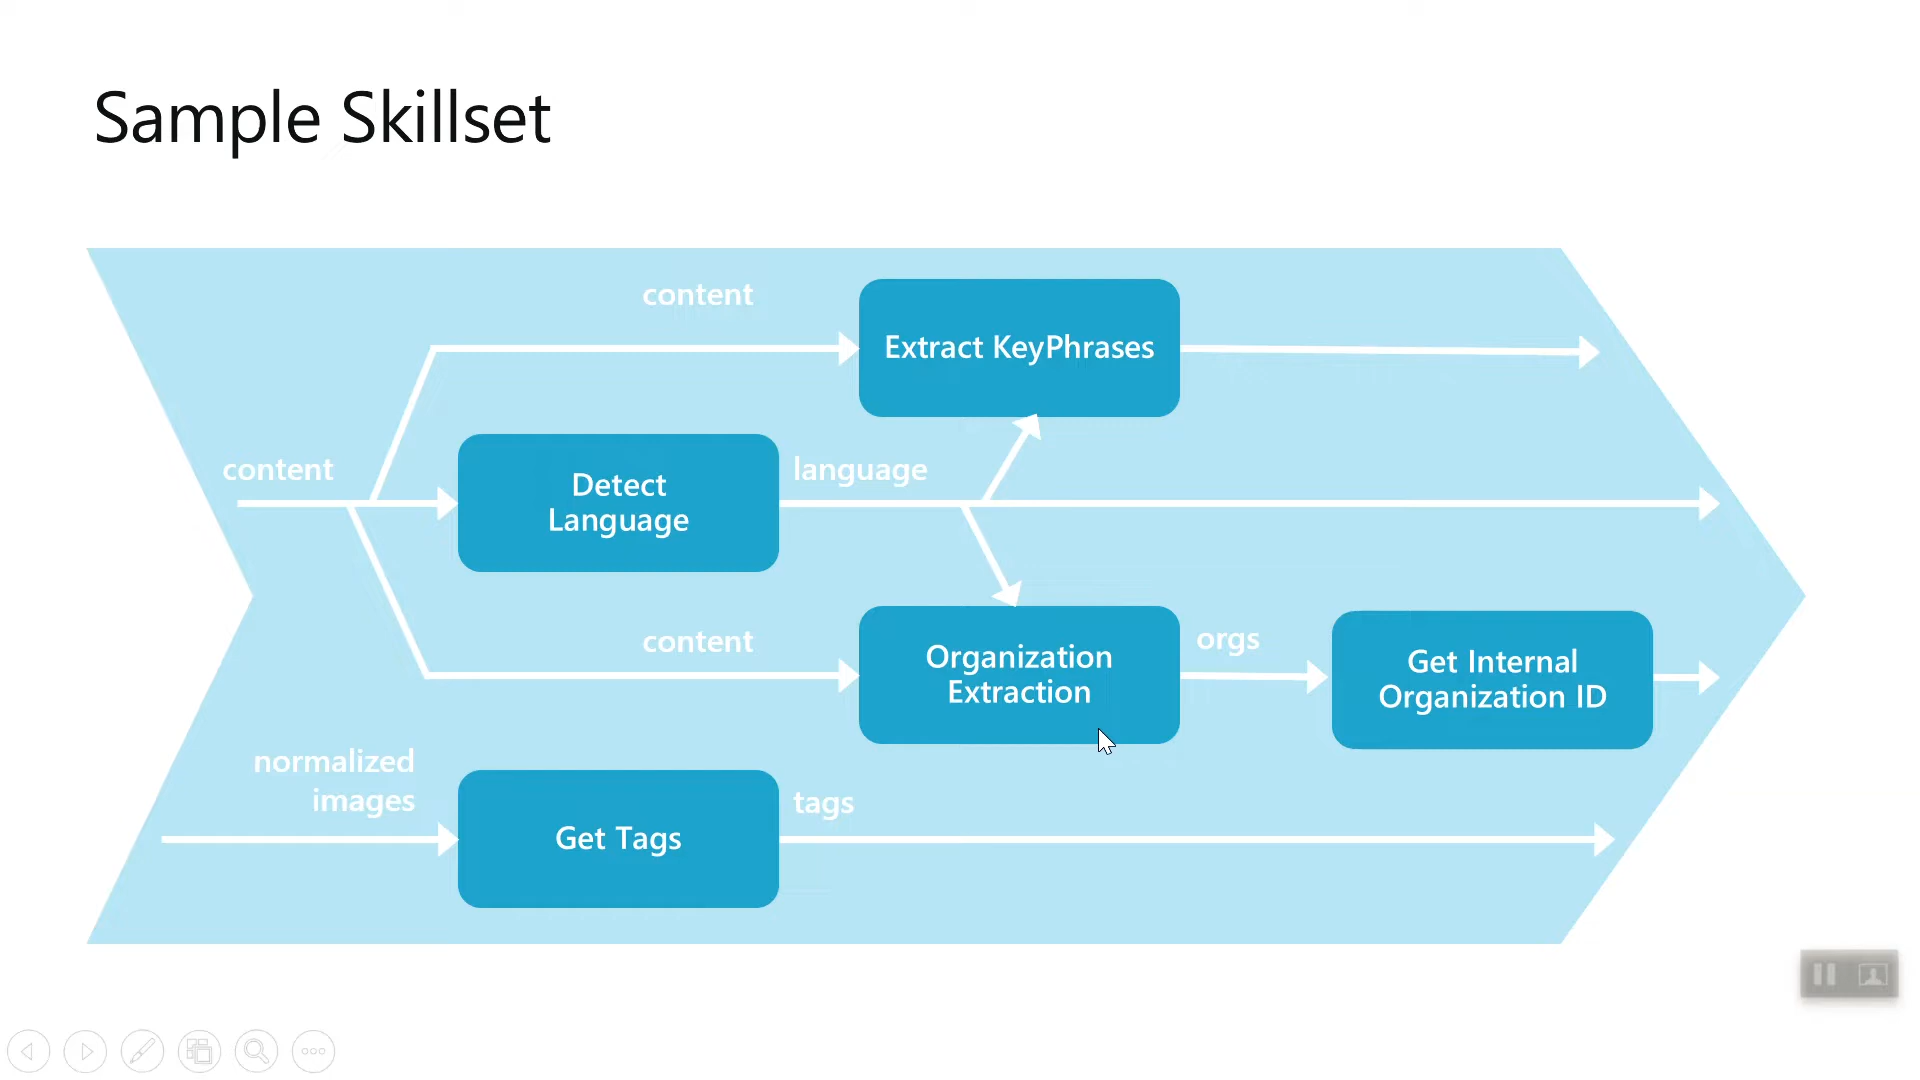 Sample Skillset
content
Extract KeyPhrases
content
Detect
Language
language
content
Organization
Extraction
orgs
Get Internal
Organization ID
normalized
images
Get Tags
tags